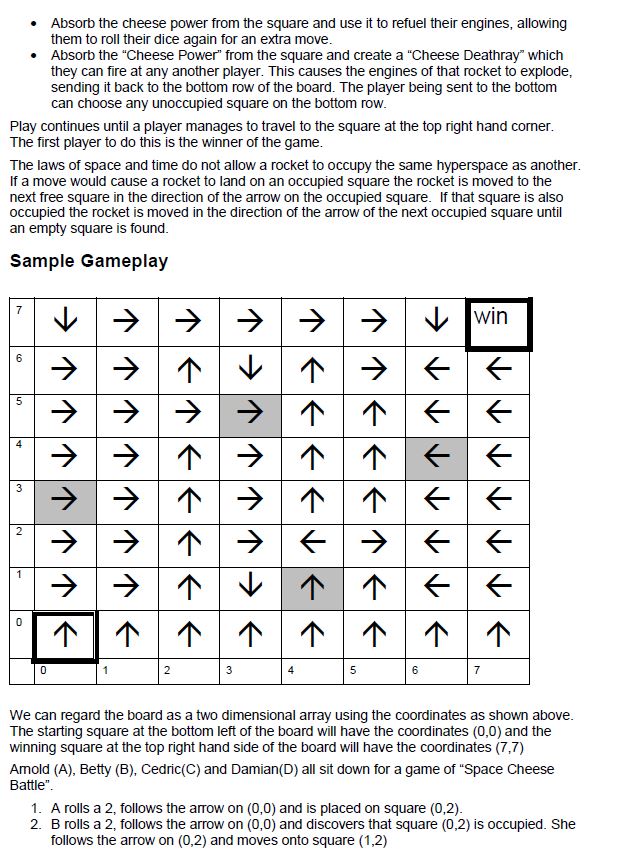 • Absorb the cheese power from the square and use it to refuel their engines, allowing
them to roll their dice again for an extra move.
• Absorb the “Cheese Power” from the square and create a “Cheese Deathray” which
they can fire at any another player. This causes the engines of that rocket to explode,
sending it back to the bottom row of the board. The player being sent to the bottom
can choose any unoccupied square on the bottom row.
Play continues until a player manages to travel to the square at the top right hand corner.
The first player to do this is the winner of the game.
The laws of space and time do not allow a rocket to occupy the same hyperspace as another.
If a move would cause a rocket to land on an occupied square the rocket is moved to the
next free square in the direction of the arrow on the occupied square. If that square is also
occupied the rocket is moved in the direction of the arrow of the next occupied square until
an empty square is found.
Sample Gameplay
7 ↓ → → → → → ↓ win
6 → → ↑ ↓ ↑ → ← ←
5 → → → → ↑ ↑ ← ←
4 → → ↑ → ↑ ↑ ← ←
3 → → ↑ → ↑ ↑ ← ←
2 → → ↑ → ← → ← ←
1 → → ↑ ↓ ↑ ↑ ← ←
0 ↑ ↑ ↑ ↑ ↑ ↑ ↑ ↑
0 1 2 3 4 5 6 7
We can regard the board as a two dimensional array using the coordinates as shown above.
The starting square at the bottom left of the board will have the coordinates (0,0) and the
winning square at the top right hand side of the board will have the coordinates (7,7)
Arnold (A), Betty (B), Cedric(C) and Damian(D) all sit down for a game of “Space Cheese
Battle”.
1. A rolls a 2, follows the arrow on (0,0) and is placed on square (0,2).
2. B rolls a 2, follows the arrow on (0,0) and discovers that square (0,2) is occupied. She
follows the arrow on (0,2) and moves onto square (1,2)